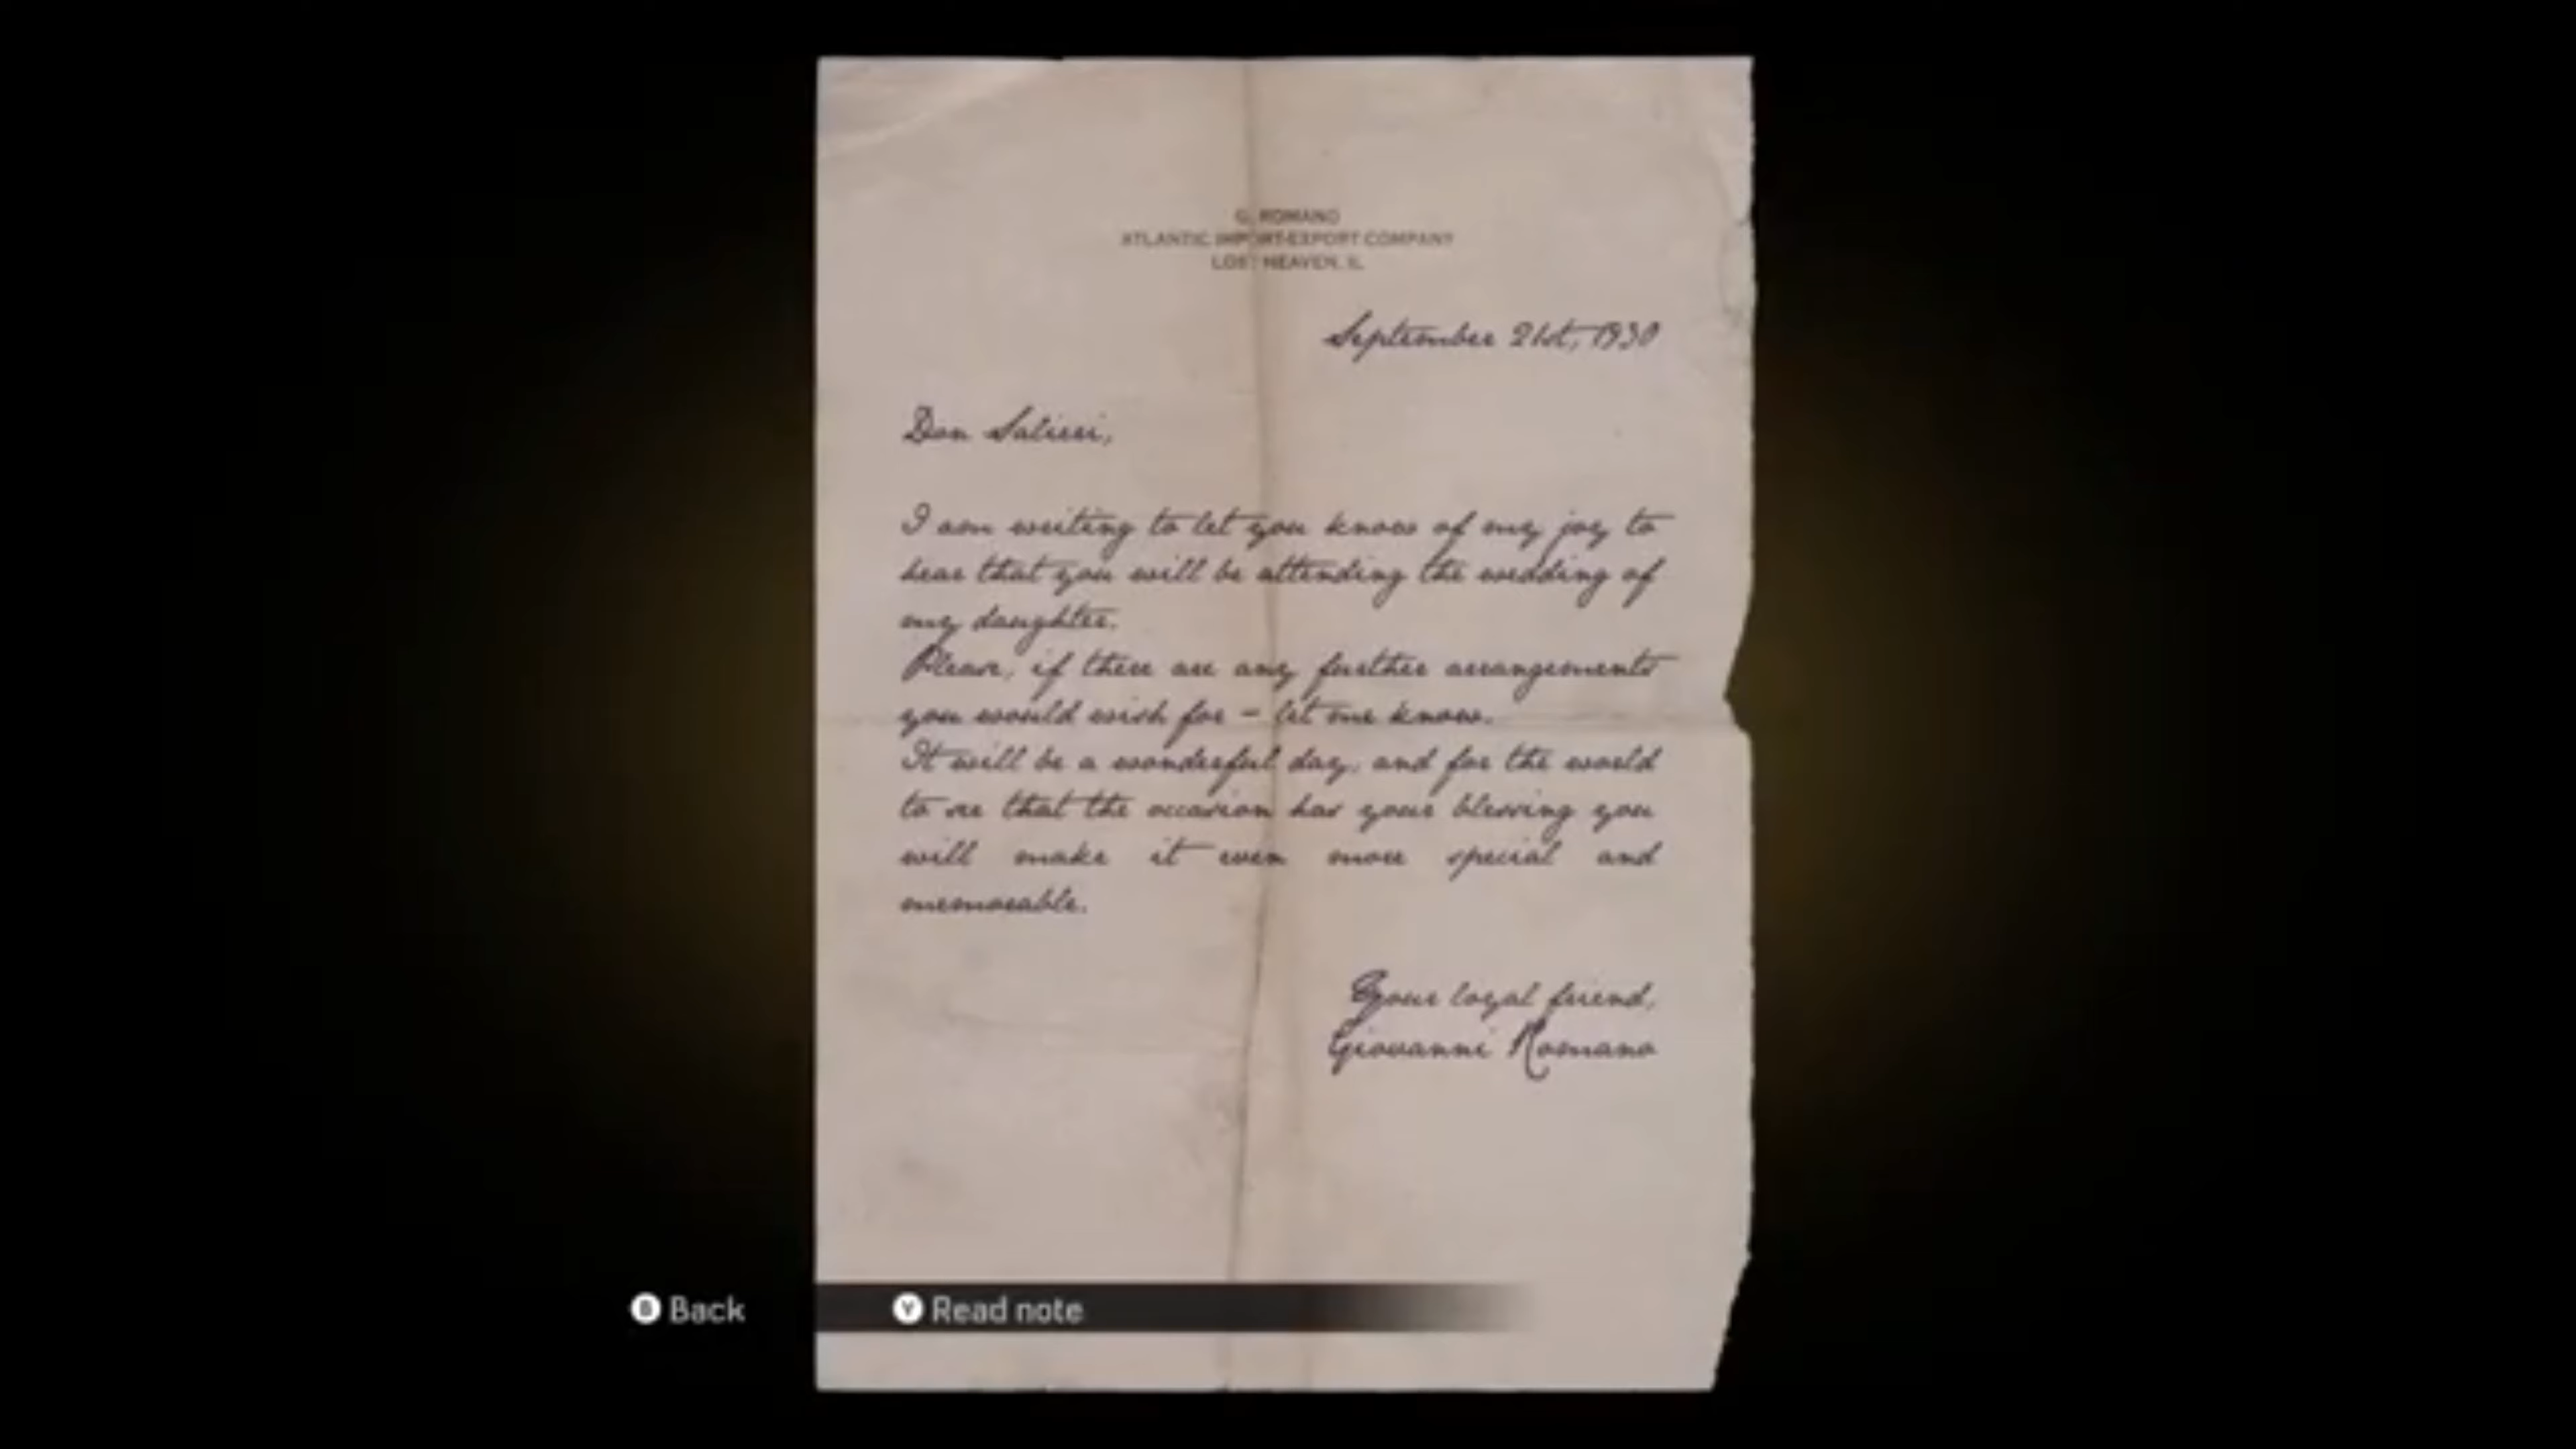 G. ROMANO
ATLANTIC IMPORT-EXPORT COMPANY
LOST HEAVEN, IL
September 21st, 1930
Don Salieri,
I am writing to let you know of my joy to
hear that you will be attending the wedding of
my daughter.
Please, if there are any further arrangements
you would wish for – let me know.
It will be a wonderful day, and for the world
to see that the occasion has your blessing you
will make it even more special and
memorable.
Your loyal friend,
Giovanni Romano
B Back
Y Read note